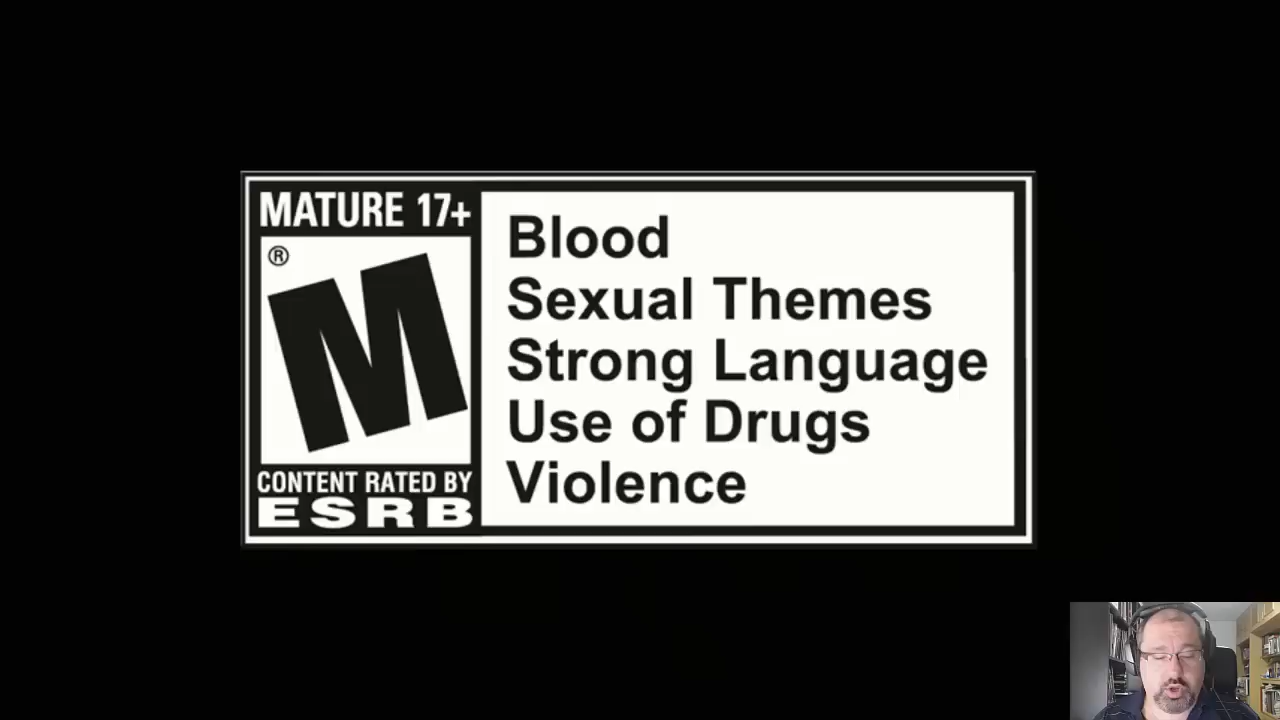 MATURE 17+
®
M
CONTENT RATED BY
ESRB
Blood
Sexual Themes
Strong Language
Use of Drugs
Violence